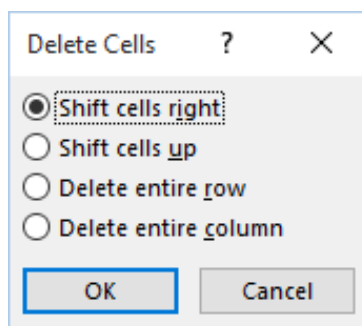 Delete Cells ?
Shift cells right
Shift cells up
Delete entire row
Delete entire column
OK Cancel